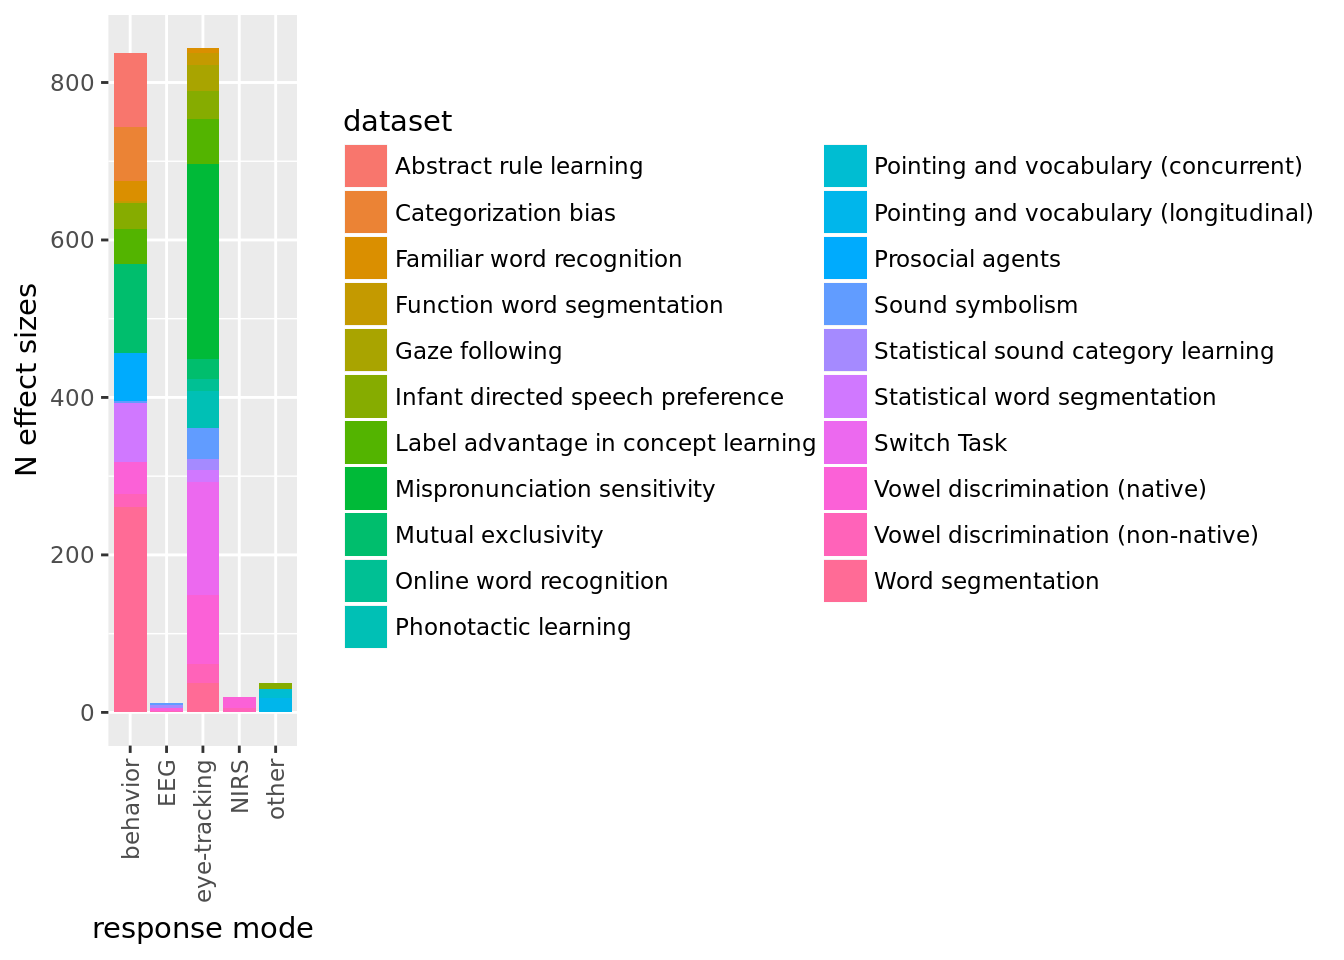 N effect sizes
800
600
400
200
0
behavior
EEG
eye-tracking
NIRS
other
response mode
dataset
Abstract rule learning
Categorization bias
Familiar word recognition
Function word segmentation
Gaze following
Infant directed speech preference
Label advantage in concept learning
Mispronunciation sensitivity
Mutual exclusivity
Online word recognition
Phonotactic learning
Pointing and vocabulary (concurrent)
Pointing and vocabulary (longitudinal)
Prosocial agents
Sound symbolism
Statistical sound category learning
Statistical word segmentation
Switch Task
Vowel discrimination (native)
Vowel discrimination (non-native)
Word segmentation